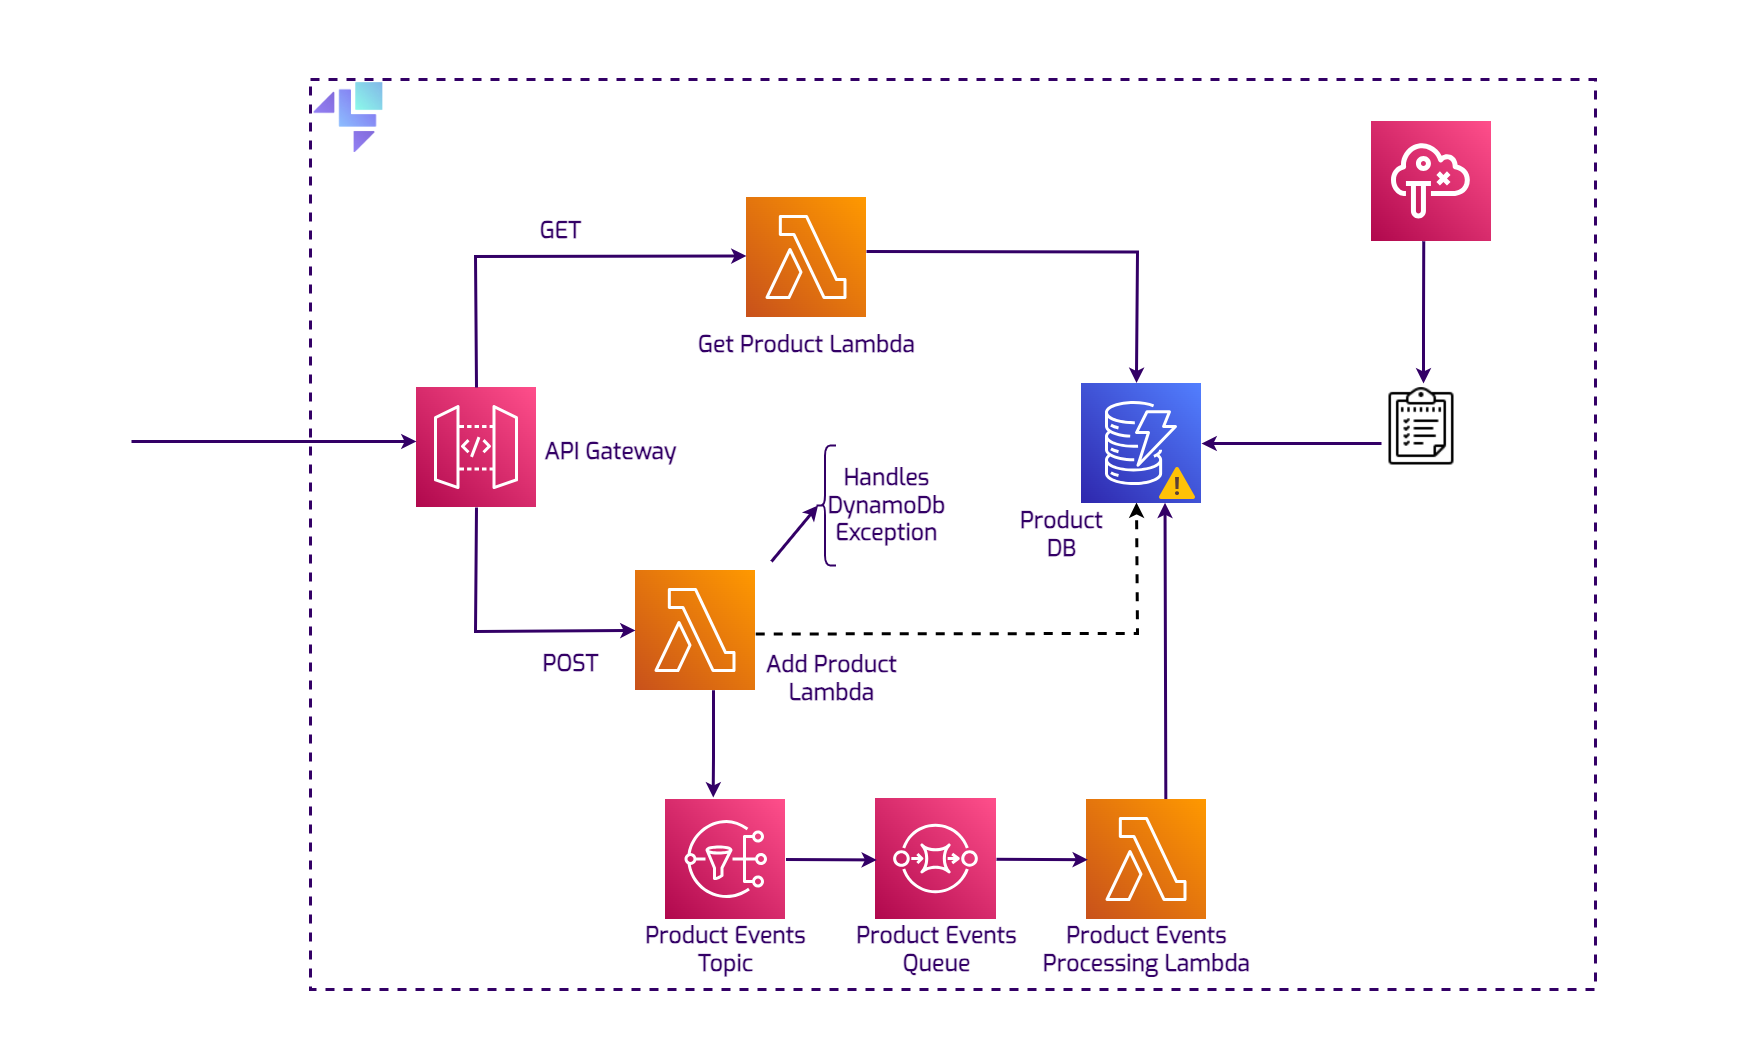 GET
Get Product Lambda
API Gateway
Handles
DynamoDb
Exception
Product
DB
POST
Add Product
Lambda
Product Events
Topic
Product Events
Queue
Product Events
Processing Lambda